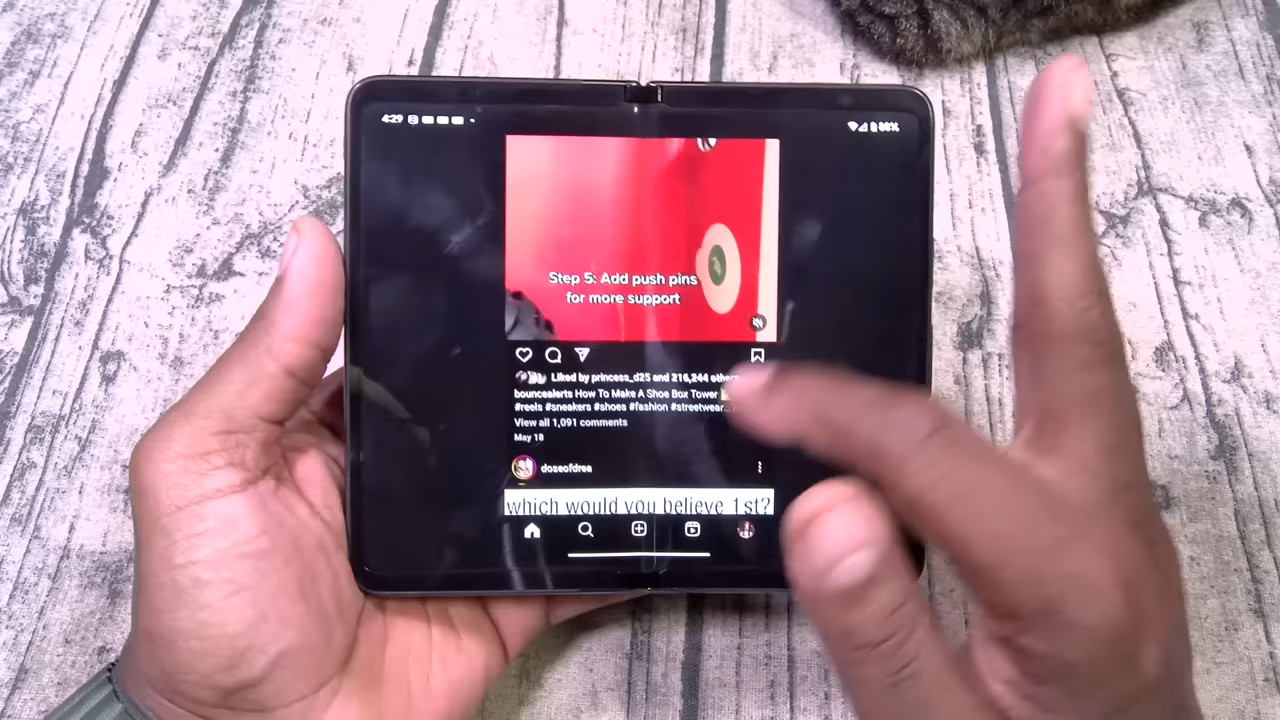 4:29
86%
Step 5: Add push pins
for more support
Liked by princess_d25 and 216,244 others
bouncealerts How To Make A Shoe Box Tower
#reels #sneakers #shoes #fashion #streetwear...
View all 1,091 comments
May 18
doseofdrea
which would you believe 1st?